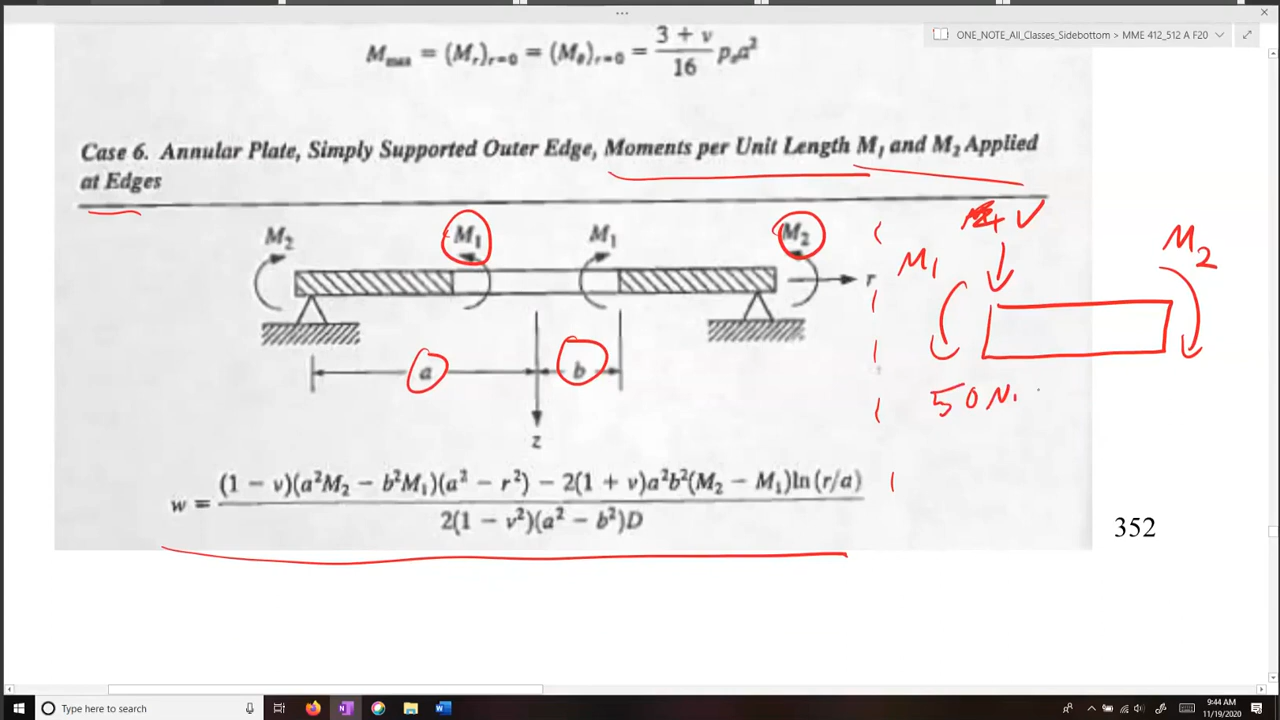 ONE_NOTE_All_Classes_Sidebottom > MME 412_512 A F20
M_max = (M_r)_r=0 = (M_θ)_r=0 = (3 + ν)/16 p_o a²
Case 6. Annular Plate, Simply Supported Outer Edge, Moments per Unit Length M₁ and M₂ Applied
at Edges
M₂ M₁ M₁ M₂
r
a b
z
V
M₁
M₂
50 N.
w = ((1 − ν)(a²M₂ − b²M₁)(a² − r²) − 2(1 + ν)a²b²(M₂ − M₁)ln(r/a)) / (2(1 − ν²)(a² − b²)D)
352
Type here to search
9:44 AM
11/19/2020